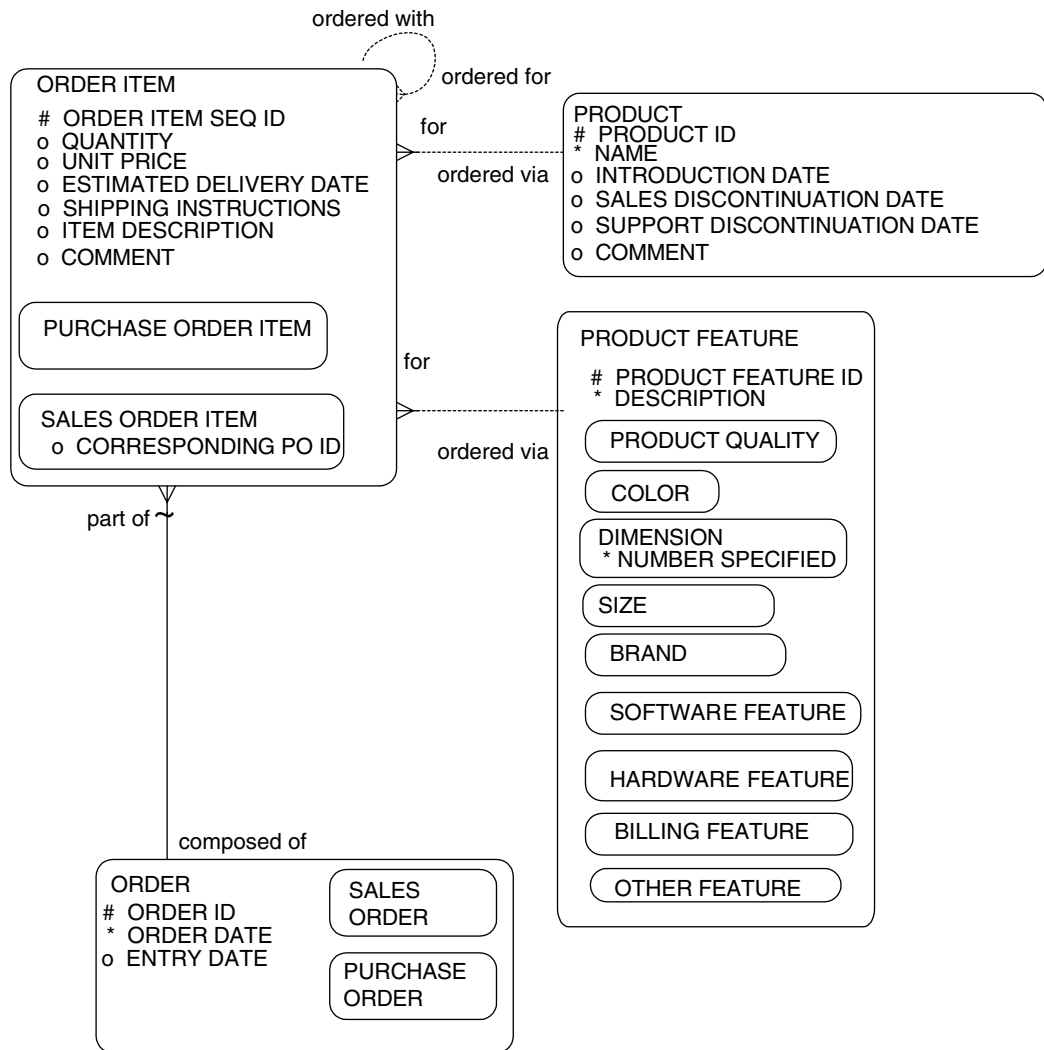 ordered with
ordered for
ORDER ITEM
# ORDER ITEM SEQ ID
o QUANTITY
o UNIT PRICE
o ESTIMATED DELIVERY DATE
o SHIPPING INSTRUCTIONS
o ITEM DESCRIPTION
o COMMENT
PURCHASE ORDER ITEM
SALES ORDER ITEM
o CORRESPONDING PO ID
for
ordered via
PRODUCT
# PRODUCT ID
* NAME
o INTRODUCTION DATE
o SALES DISCONTINUATION DATE
o SUPPORT DISCONTINUATION DATE
o COMMENT
for
ordered via
PRODUCT FEATURE
# PRODUCT FEATURE ID
* DESCRIPTION
PRODUCT QUALITY
COLOR
DIMENSION
* NUMBER SPECIFIED
SIZE
BRAND
SOFTWARE FEATURE
HARDWARE FEATURE
BILLING FEATURE
OTHER FEATURE
part of ~
composed of
ORDER
# ORDER ID
* ORDER DATE
o ENTRY DATE
SALES
ORDER
PURCHASE
ORDER